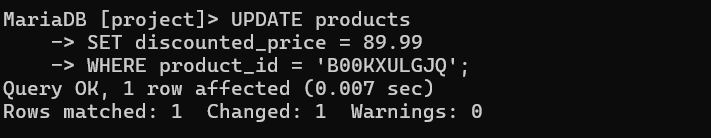 MariaDB [project]> UPDATE products
    -> SET discounted_price = 89.99
    -> WHERE product_id = 'B00KXULGJQ';
Query OK, 1 row affected (0.007 sec)
Rows matched: 1  Changed: 1  Warnings: 0